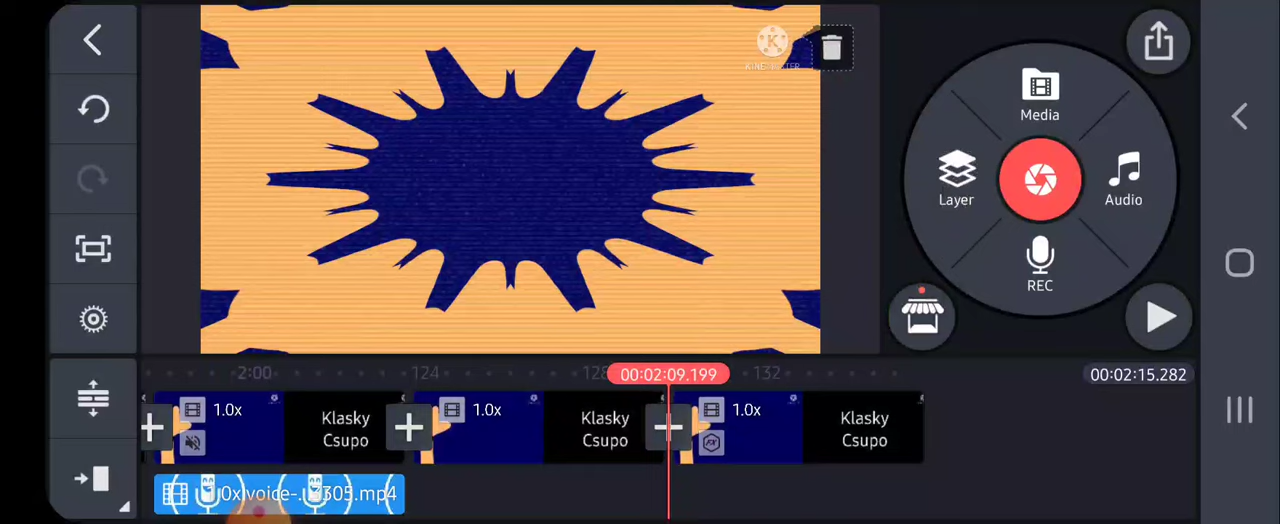 KINEMASTER
Media
Layer
Audio
REC
2:00
124
128
00:02:09.199
132
00:02:15.282
1.0x
Klasky
Csupo
1.0x
Klasky
Csupo
1.0x
Klasky
Csupo